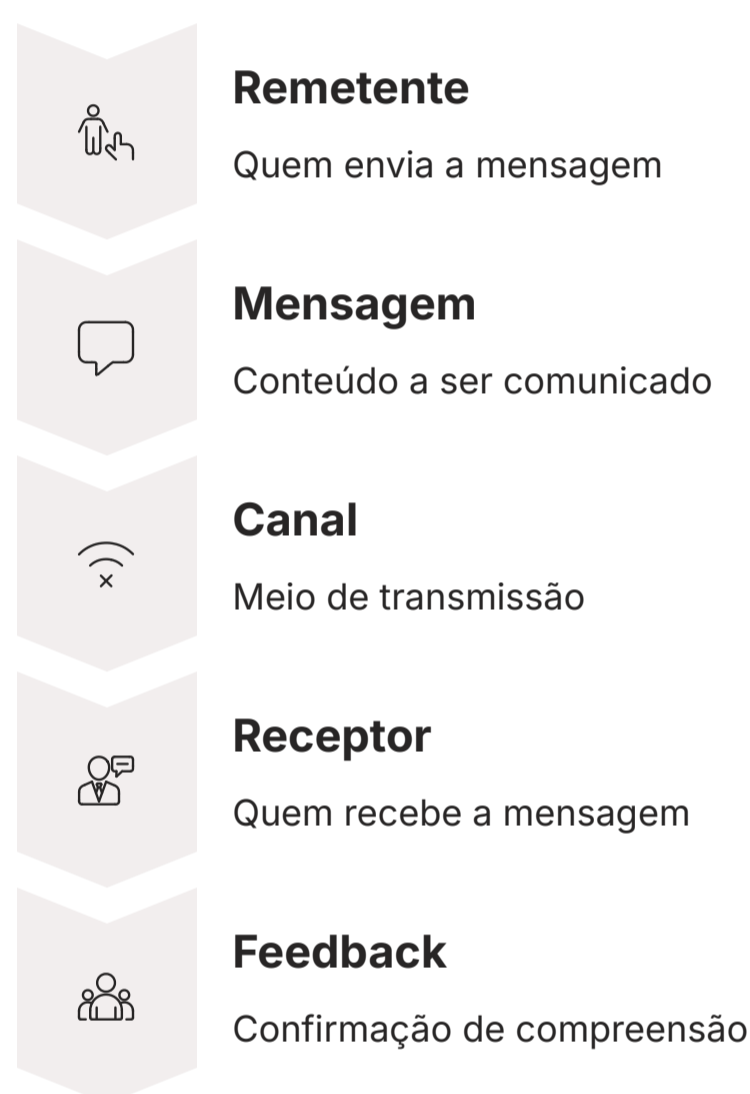 Remetente
Quem envia a mensagem
Mensagem
Conteúdo a ser comunicado
Canal
Meio de transmissão
Receptor
Quem recebe a mensagem
Feedback
Confirmação de compreensão